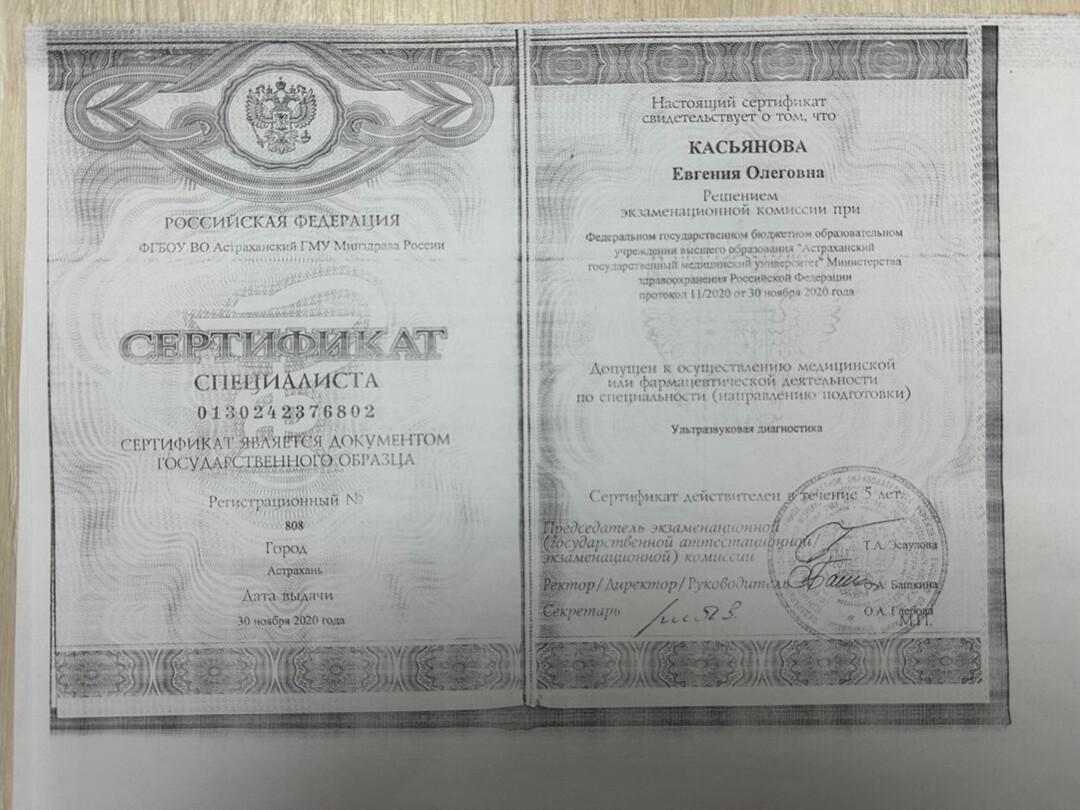 РОССИЙСКАЯ ФЕДЕРАЦИЯ
ФГБОУ ВО Астраханский ГМУ Минздрава России
СЕРТИФИКАТ
СПЕЦИАЛИСТА
0130242376802
СЕРТИФИКАТ ЯВЛЯЕТСЯ ДОКУМЕНТОМ
ГОСУДАРСТВЕННОГО ОБРАЗЦА
Регистрационный №
808
Город
Астрахань
Дата выдачи
30 ноября 2020 года
Настоящий сертификат
свидетельствует о том, что
КАСЬЯНОВА
Евгения Олеговна
Решением
экзаменационной комиссии при
Федеральном государственном бюджетном образовательном
учреждении высшего образования "Астраханский
государственный медицинский университет" Министерства
здравоохранения Российской Федерации
протокол 11/2020 от 30 ноября 2020 года
Допущен к осуществлению медицинской
или фармацевтической деятельности
по специальности (направлению подготовки)
Ультразвуковая диагностика
Сертификат действителен в течение 5 лет.
Председатель экзаменационной
(государственной аттестационной/
экзаменационной) комиссии
Т.А. Эсаулова
Ректор/Директор/Руководитель
О.А. Башкина
Секретарь
О.А.
М.П.